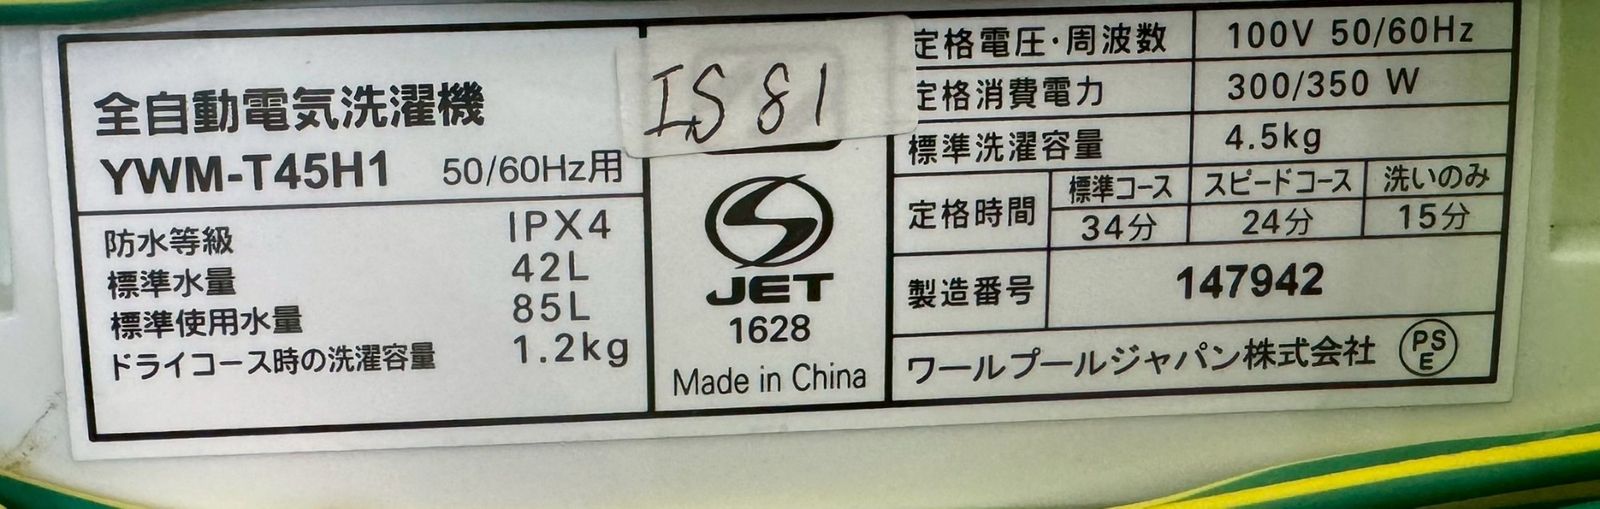 全自動電気洗濯機
YWM-T45H1 50/60Hz用
防水等級 IPX4
標準水量 42L
標準使用水量 85L
ドライコース時の洗濯容量 1.2kg
IS 81
S
JET
1628
Made in China
定格電圧・周波数 100V 50/60Hz
定格消費電力 300/350 W
標準洗濯容量 4.5kg
定格時間 標準コース スピードコース 洗いのみ
34分 24分 15分
製造番号 147942
ワールプールジャパン株式会社 PSE